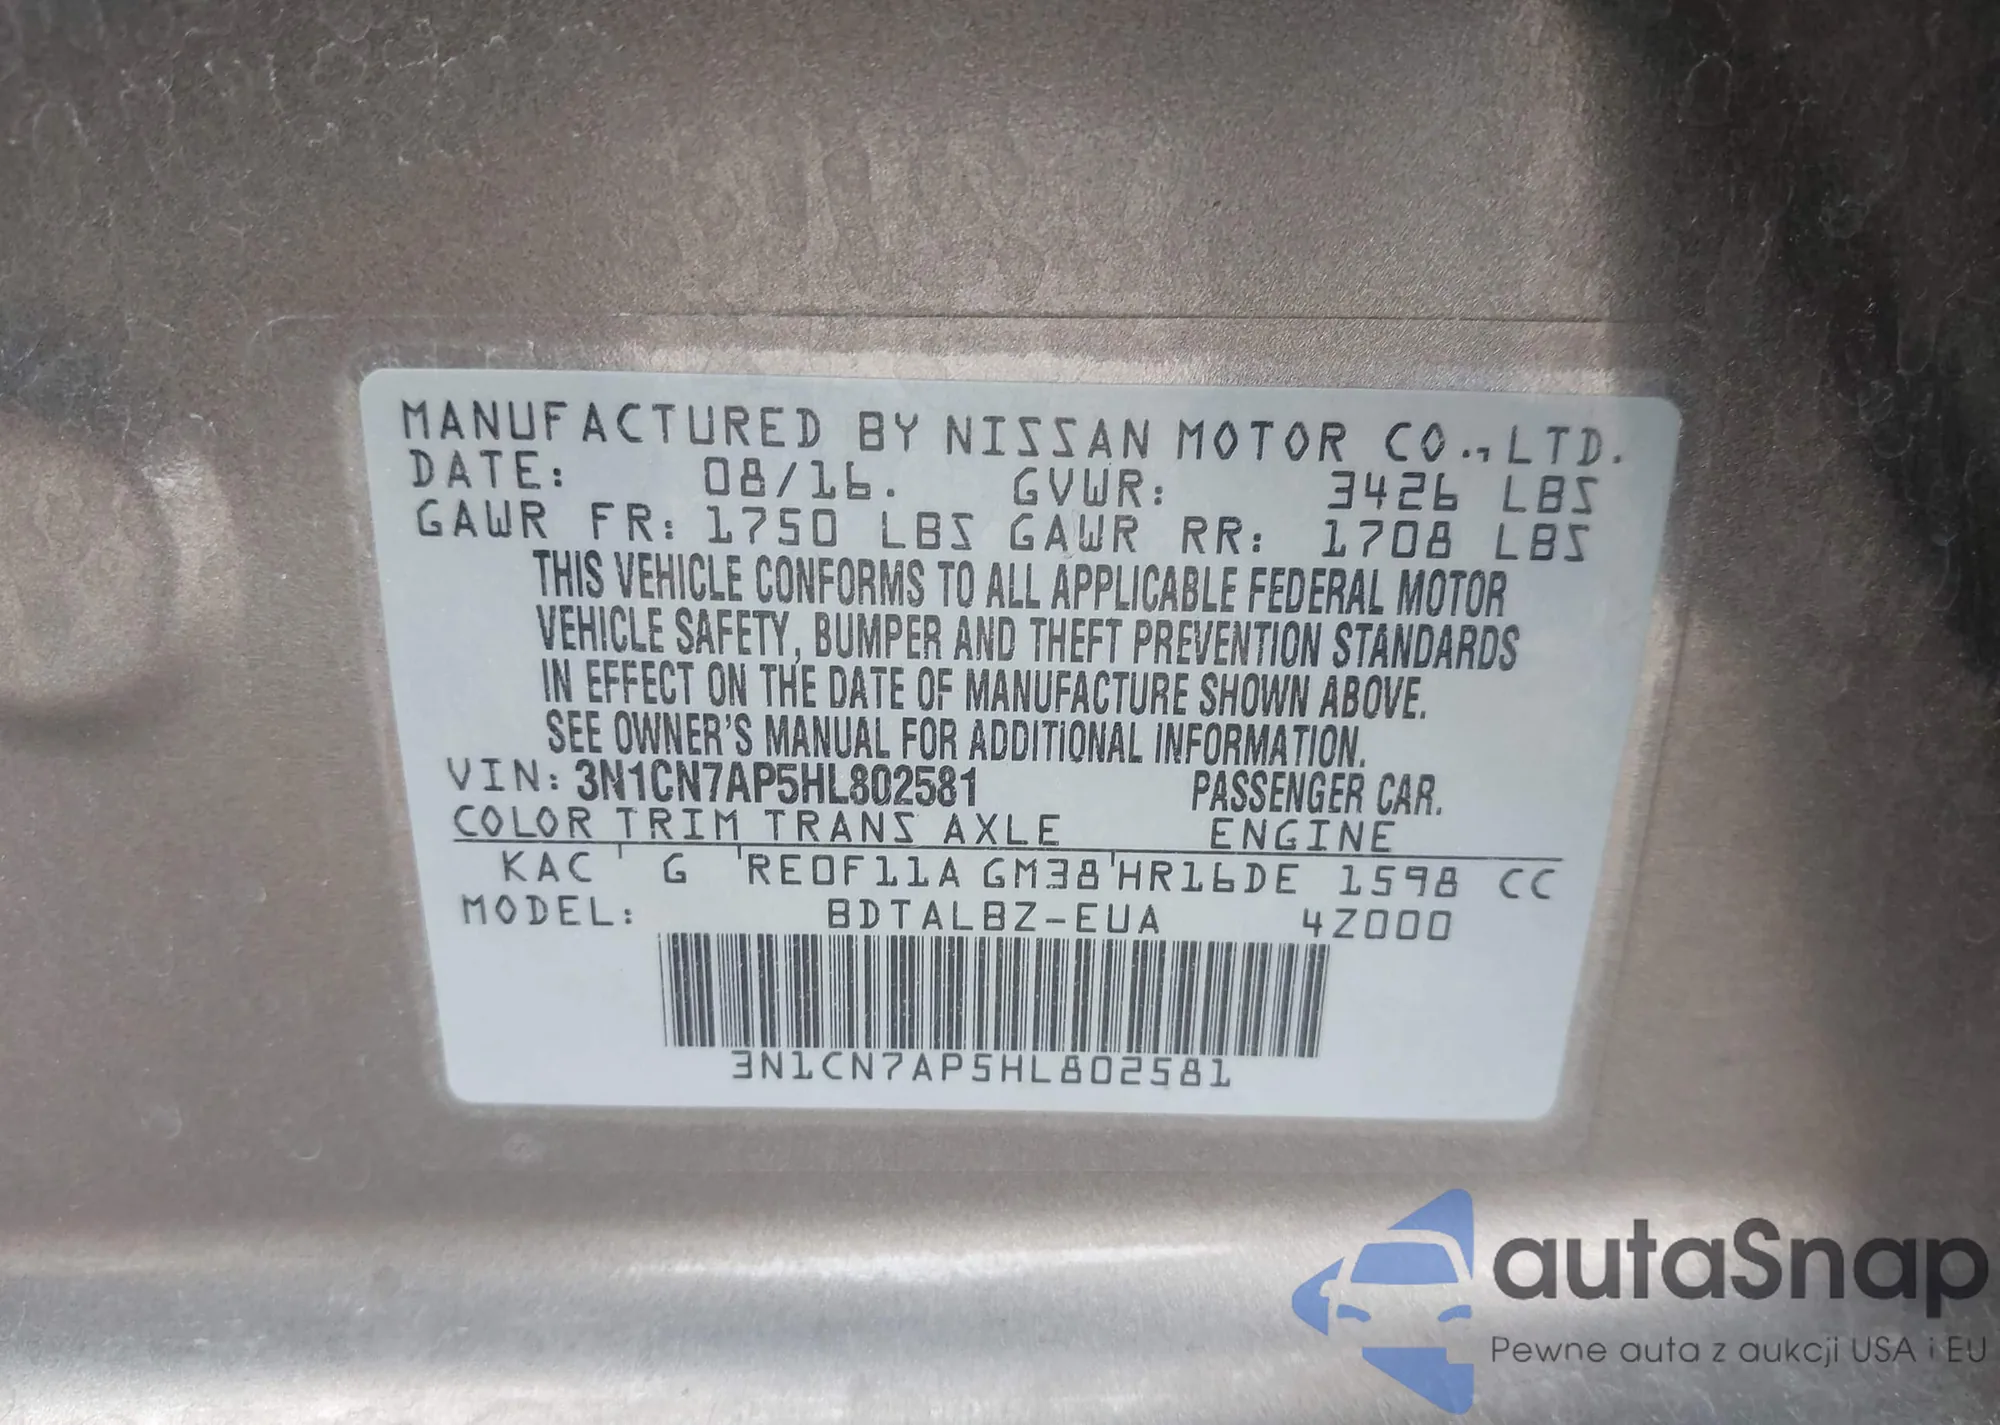 MANUFACTURED BY NISSAN MOTOR CO., LTD.
DATE: 08/16. GVWR: 3426 LBS
GAWR FR: 1750 LBS GAWR RR: 1708 LBS
THIS VEHICLE CONFORMS TO ALL APPLICABLE FEDERAL MOTOR
VEHICLE SAFETY, BUMPER AND THEFT PREVENTION STANDARDS
IN EFFECT ON THE DATE OF MANUFACTURE SHOWN ABOVE.
SEE OWNER'S MANUAL FOR ADDITIONAL INFORMATION.
VIN: 3N1CN7AP5HL802581 PASSENGER CAR.
COLOR TRIM TRANS AXLE ENGINE
KAC G RE0F11A GM38 HR16DE 1598 CC
MODEL: BDTALBZ-EUA 4Z000
3N1CN7AP5HL802581
autaSnap
Pewne auta z aukcji USA i EU